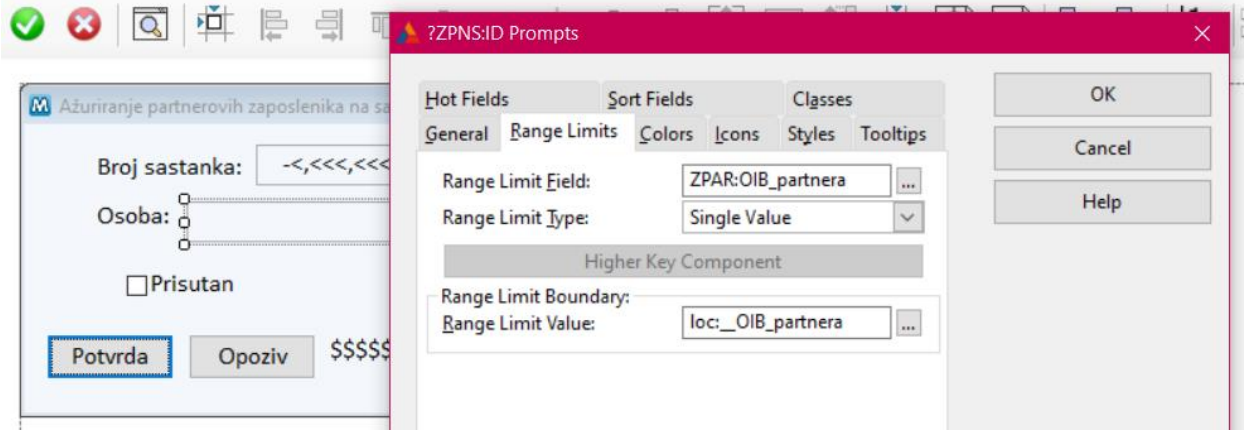 ?ZPNS:ID Prompts
Ažuriranje partnerovih zaposlenika na
Broj sastanka: -<,<<<,<<<
Osoba:
Prisutan
Potvrda Opoziv $$$$$
Hot Fields Sort Fields Classes
General Range Limits Colors Icons Styles Tooltips
Range Limit Field: ZPAR:OIB_partnera ...
Range Limit Type: Single Value
Higher Key Component
Range Limit Boundary:
Range Limit Value: loc:__OIB_partnera ...
OK
Cancel
Help